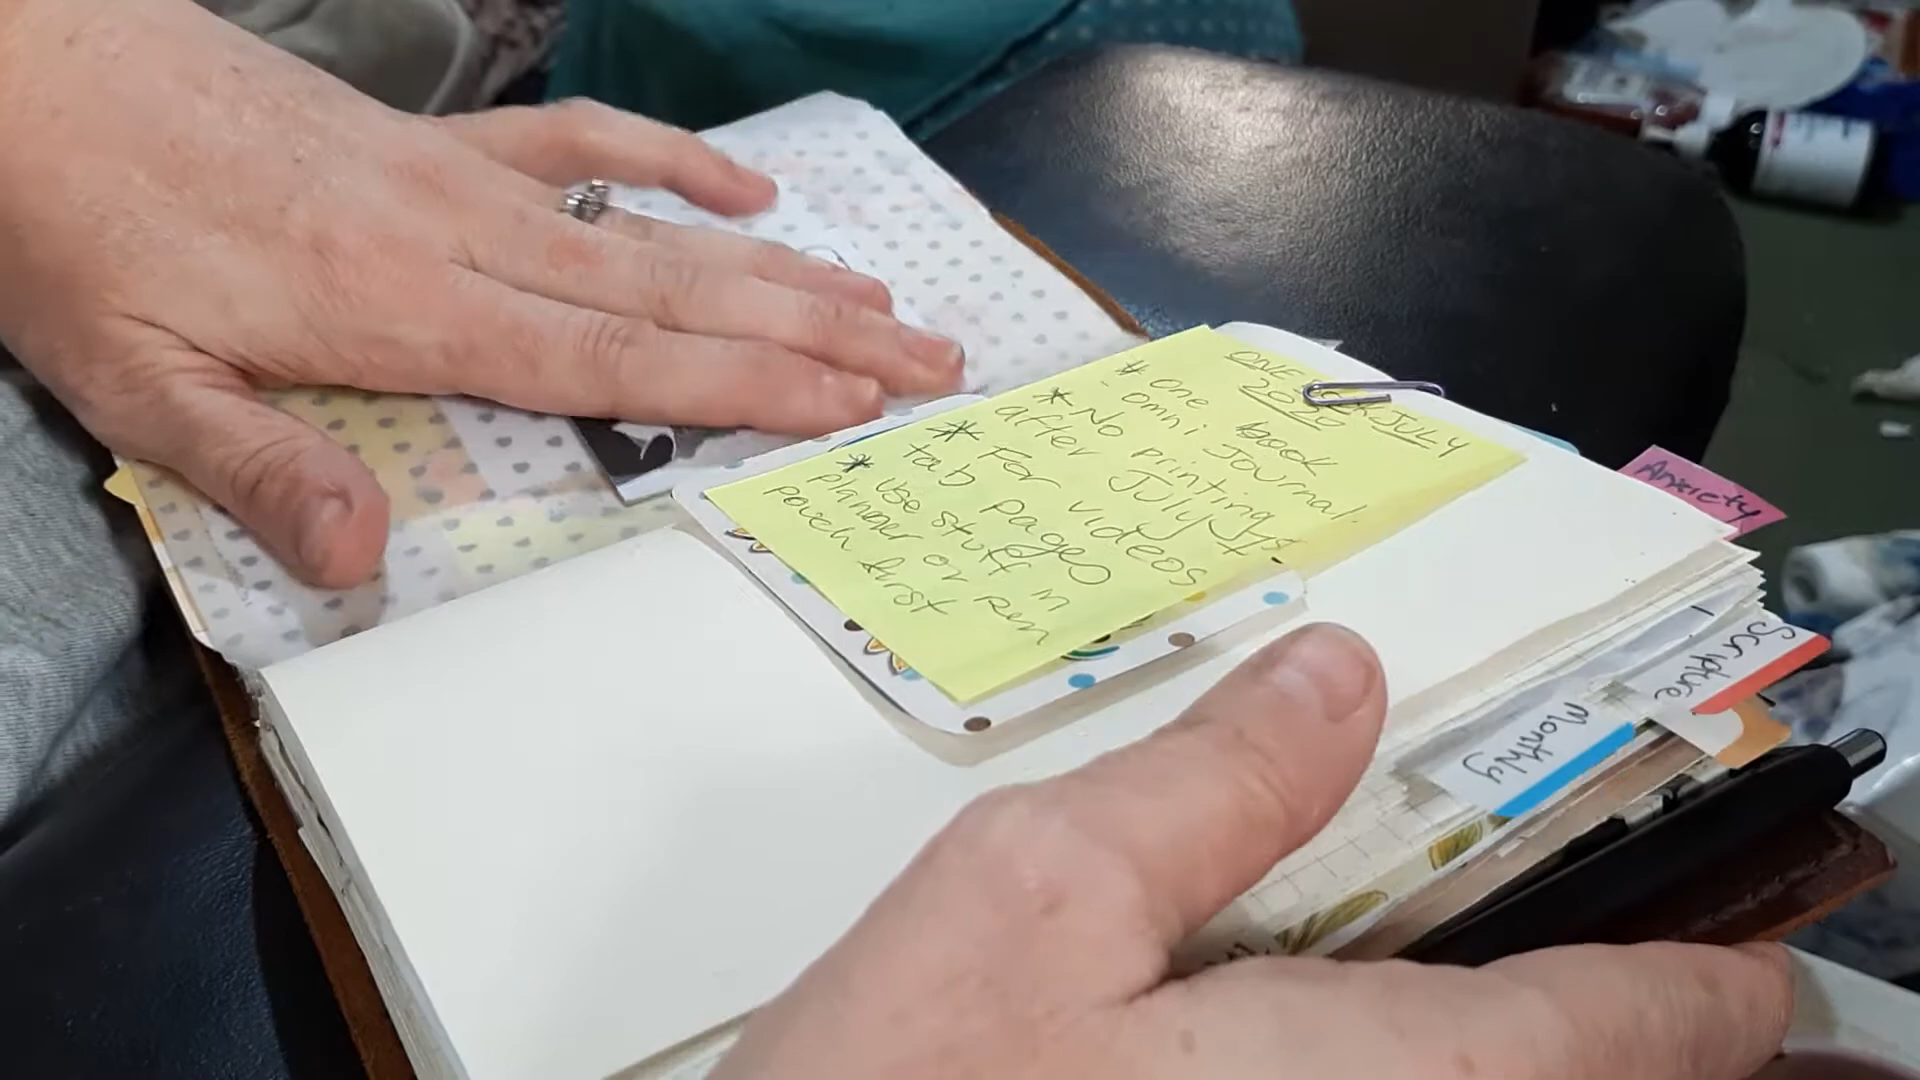 ONE JULY
2020
* one book
omni Journal
* No printing
after July 1st
* For videos
tab pages
* use stuff in
planner or pen
pouch first
Anxiety
Scripture
Monthly